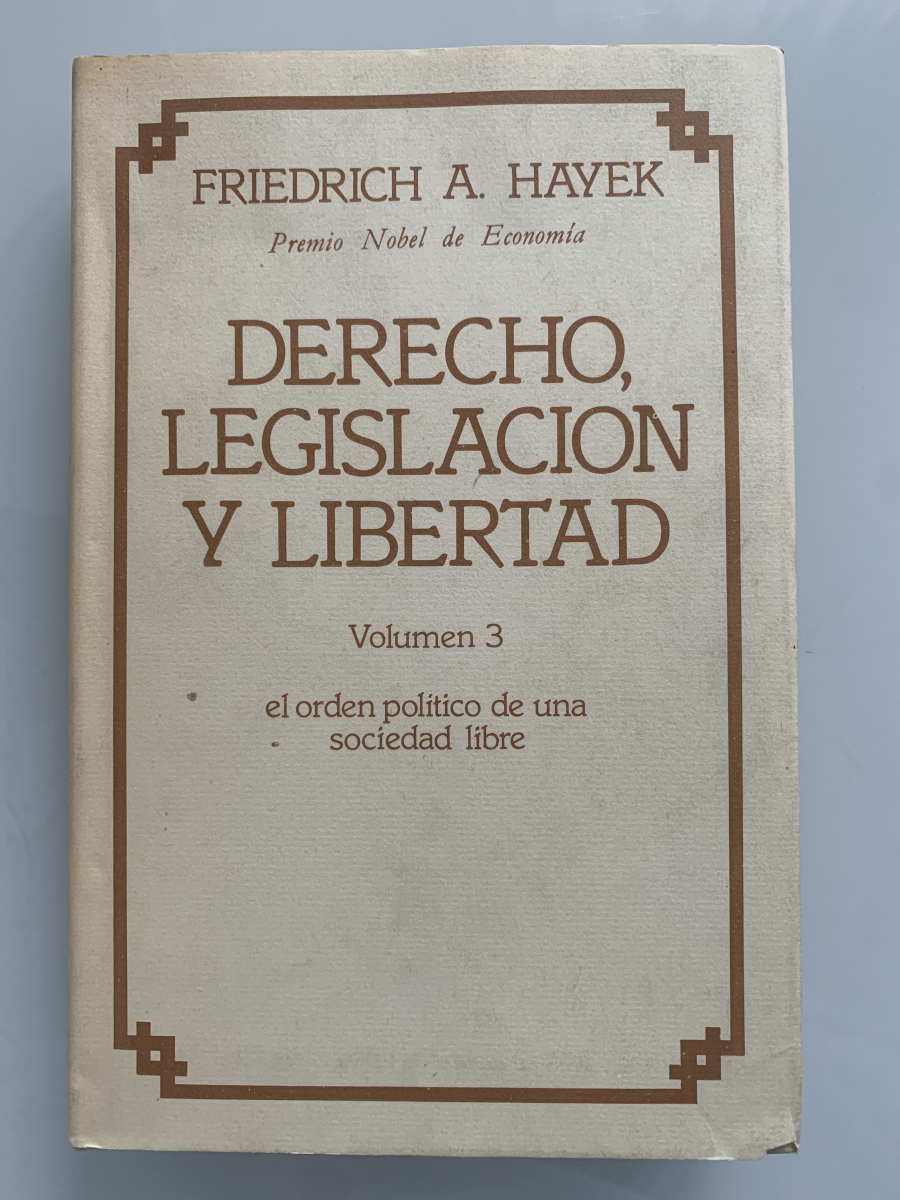 FRIEDRICH A. HAYEK
Premio Nobel de Economía
DERECHO,
LEGISLACION
Y LIBERTAD
Volumen 3
el orden político de una
sociedad libre